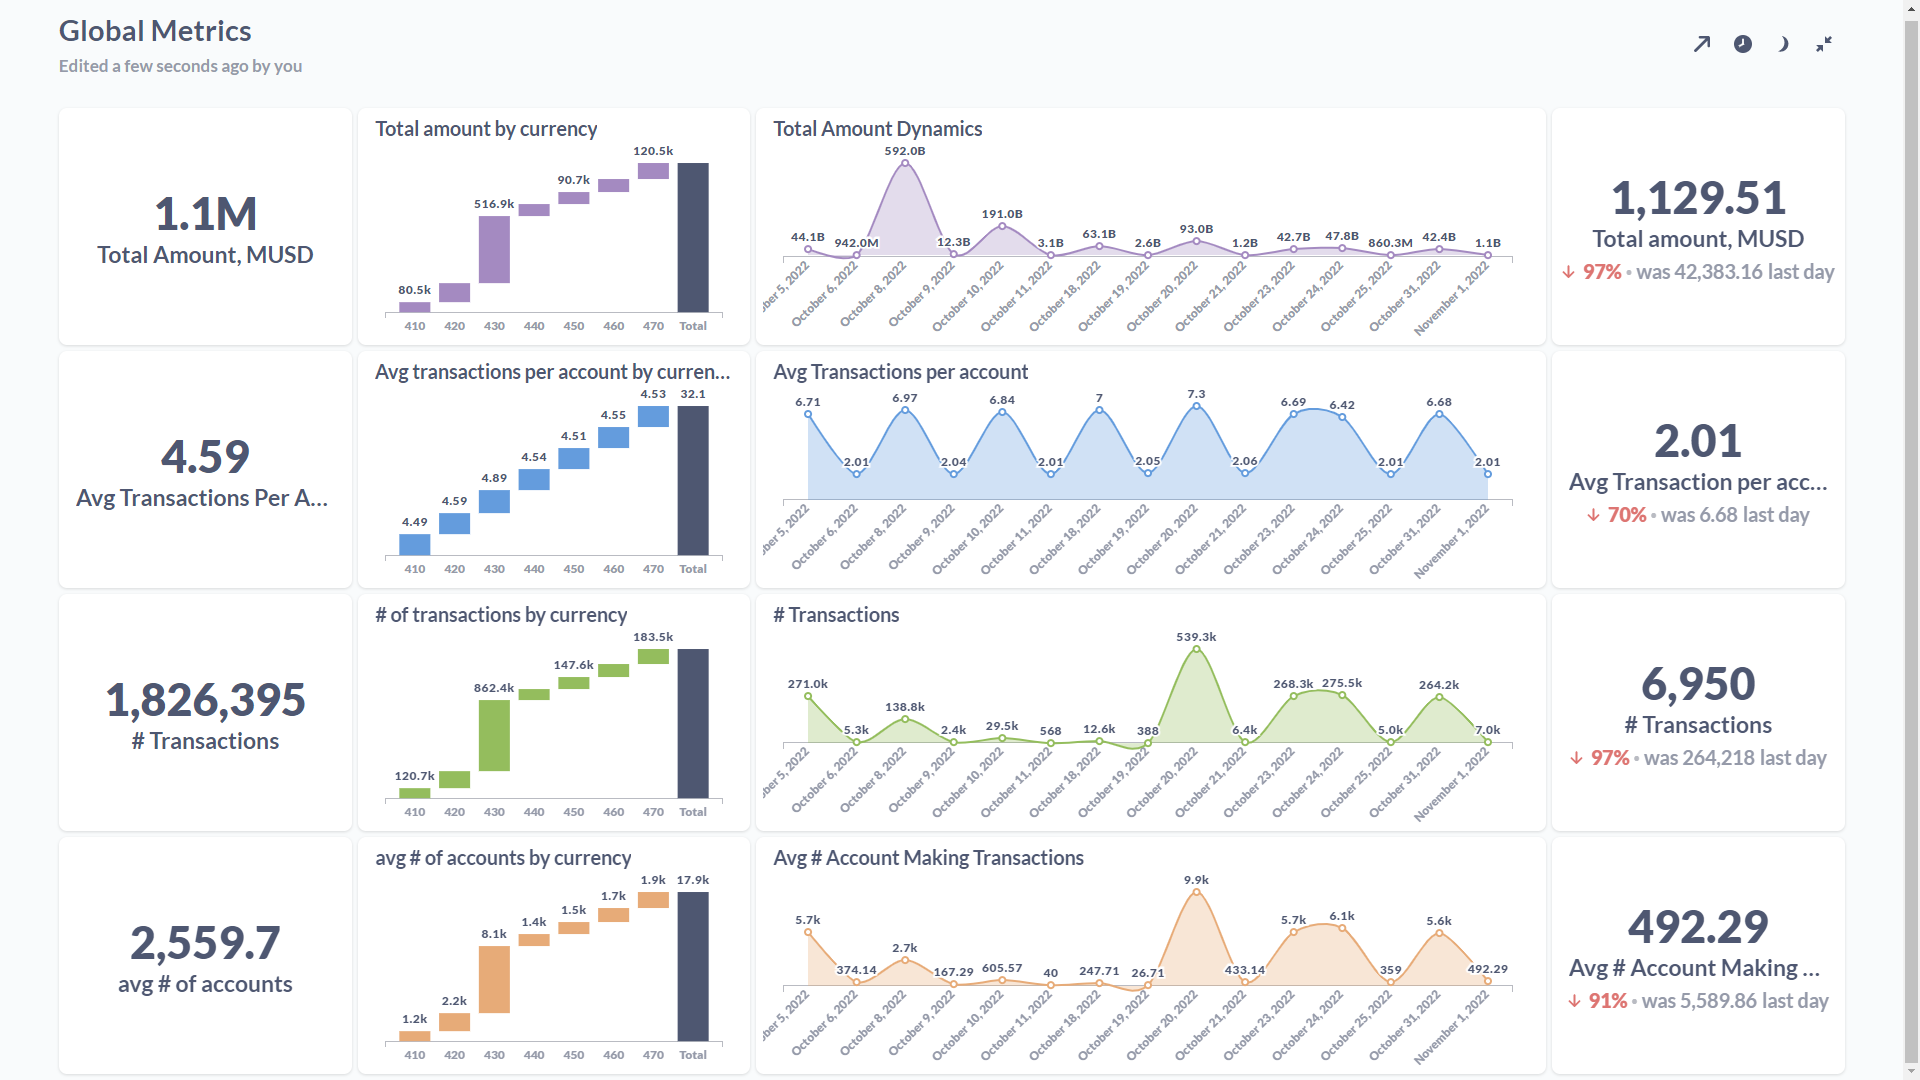 Global Metrics
Edited a few seconds ago by you
1.1M
Total Amount, MUSD
Total amount by currency
80.5k
516.9k
90.7k
120.5k
410 420 430 440 450 460 470 Total
Total Amount Dynamics
44.1B 942.0M 592.0B 12.3B 191.0B 3.1B 63.1B 2.6B 93.0B 1.2B 42.7B 47.8B 860.3M 42.4B 1.1B
ber 5, 2022 October 6, 2022 October 8, 2022 October 9, 2022 October 10, 2022 October 11, 2022 October 18, 2022 October 19, 2022 October 20, 2022 October 21, 2022 October 23, 2022 October 24, 2022 October 25, 2022 October 31, 2022 November 1, 2022
1,129.51
Total amount, MUSD
97% • was 42,383.16 last day
4.59
Avg Transactions Per A...
Avg transactions per account by curren...
4.49 4.59 4.89 4.54 4.51 4.55 4.53 32.1
410 420 430 440 450 460 470 Total
Avg Transactions per account
6.71 2.01 6.97 2.04 6.84 2.01 7 2.05 7.3 2.06 6.69 6.42 2.01 6.68 2.01
ber 5, 2022 October 6, 2022 October 8, 2022 October 9, 2022 October 10, 2022 October 11, 2022 October 18, 2022 October 19, 2022 October 20, 2022 October 21, 2022 October 23, 2022 October 24, 2022 October 25, 2022 October 31, 2022 November 1, 2022
2.01
Avg Transaction per acc...
70% • was 6.68 last day
1,826,395
# Transactions
# of transactions by currency
120.7k 862.4k 147.6k 183.5k
410 420 430 440 450 460 470 Total
# Transactions
271.0k 5.3k 138.8k 2.4k 29.5k 568 12.6k 388 539.3k 6.4k 268.3k 275.5k 5.0k 264.2k 7.0k
ber 5, 2022 October 6, 2022 October 8, 2022 October 9, 2022 October 10, 2022 October 11, 2022 October 18, 2022 October 19, 2022 October 20, 2022 October 21, 2022 October 23, 2022 October 24, 2022 October 25, 2022 October 31, 2022 November 1, 2022
6,950
# Transactions
97% • was 264,218 last day
2,559.7
avg # of accounts
avg # of accounts by currency
1.2k 2.2k 8.1k 1.4k 1.5k 1.7k 1.9k 17.9k
410 420 430 440 450 460 470 Total
Avg # Account Making Transactions
5.7k 374.14 2.7k 167.29 605.57 40 247.71 26.71 9.9k 433.14 5.7k 6.1k 359 5.6k 492.29
ber 5, 2022 October 6, 2022 October 8, 2022 October 9, 2022 October 10, 2022 October 11, 2022 October 18, 2022 October 19, 2022 October 20, 2022 October 21, 2022 October 23, 2022 October 24, 2022 October 25, 2022 October 31, 2022 November 1, 2022
492.29
Avg # Account Making ...
91% • was 5,589.86 last day